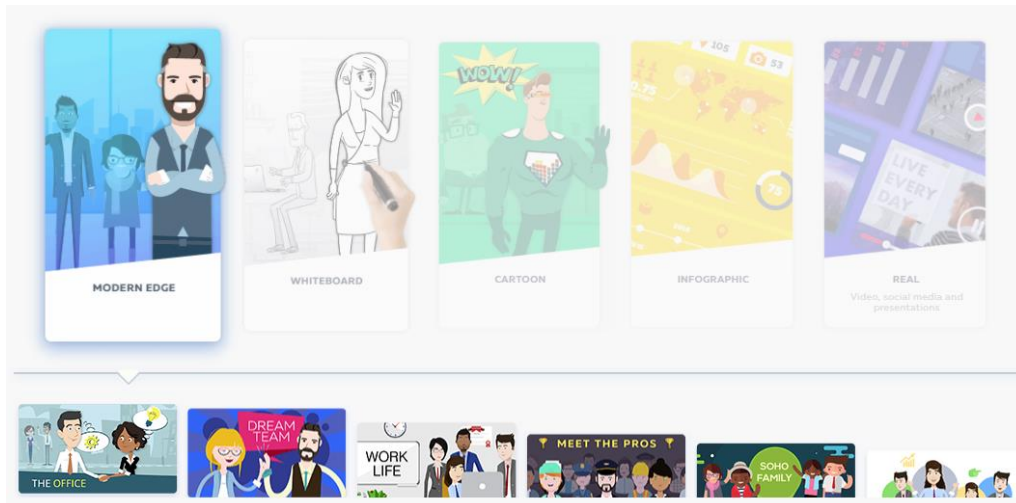 WOW!
105
53
0.75
75
LIVE
EVERY
DAY
MODERN EDGE
WHITEBOARD
CARTOON
INFOGRAPHIC
REAL
Video, social media and
presentations
THE OFFICE
DREAM
TEAM
WORK
LIFE
MEET THE PROS
SOHO
FAMILY